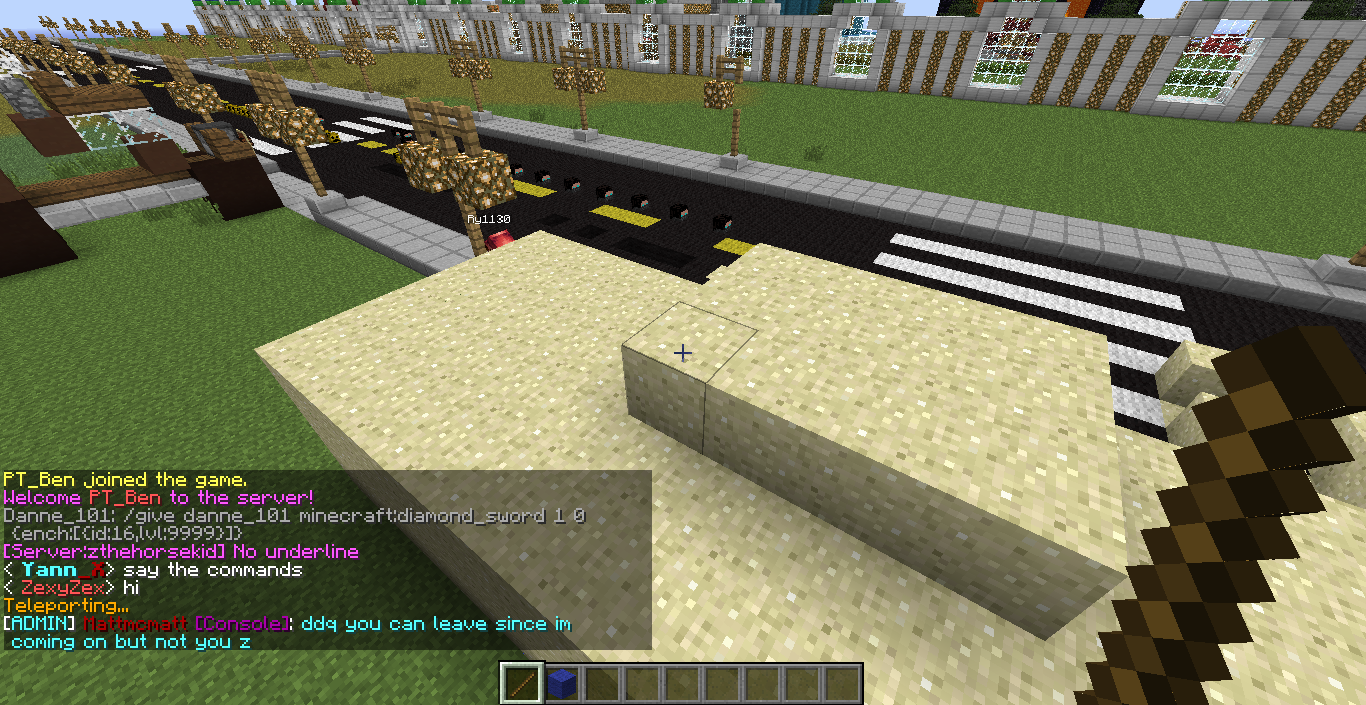 Ry1130
PT_Ben joined the game.
Welcome PT_Ben to the server!
Danne_101: /give danne_101 minecraft:diamond_sword 1 0
{ench:[{id:16,lvl:9999}]}
[Server:zthehorsekid] No underline
< Yann_X> say the commands
< ZexyZex> hi
Teleporting...
[ADMIN] Mattmcmatt [Console]: ddq you can leave since im
coming on but not you z